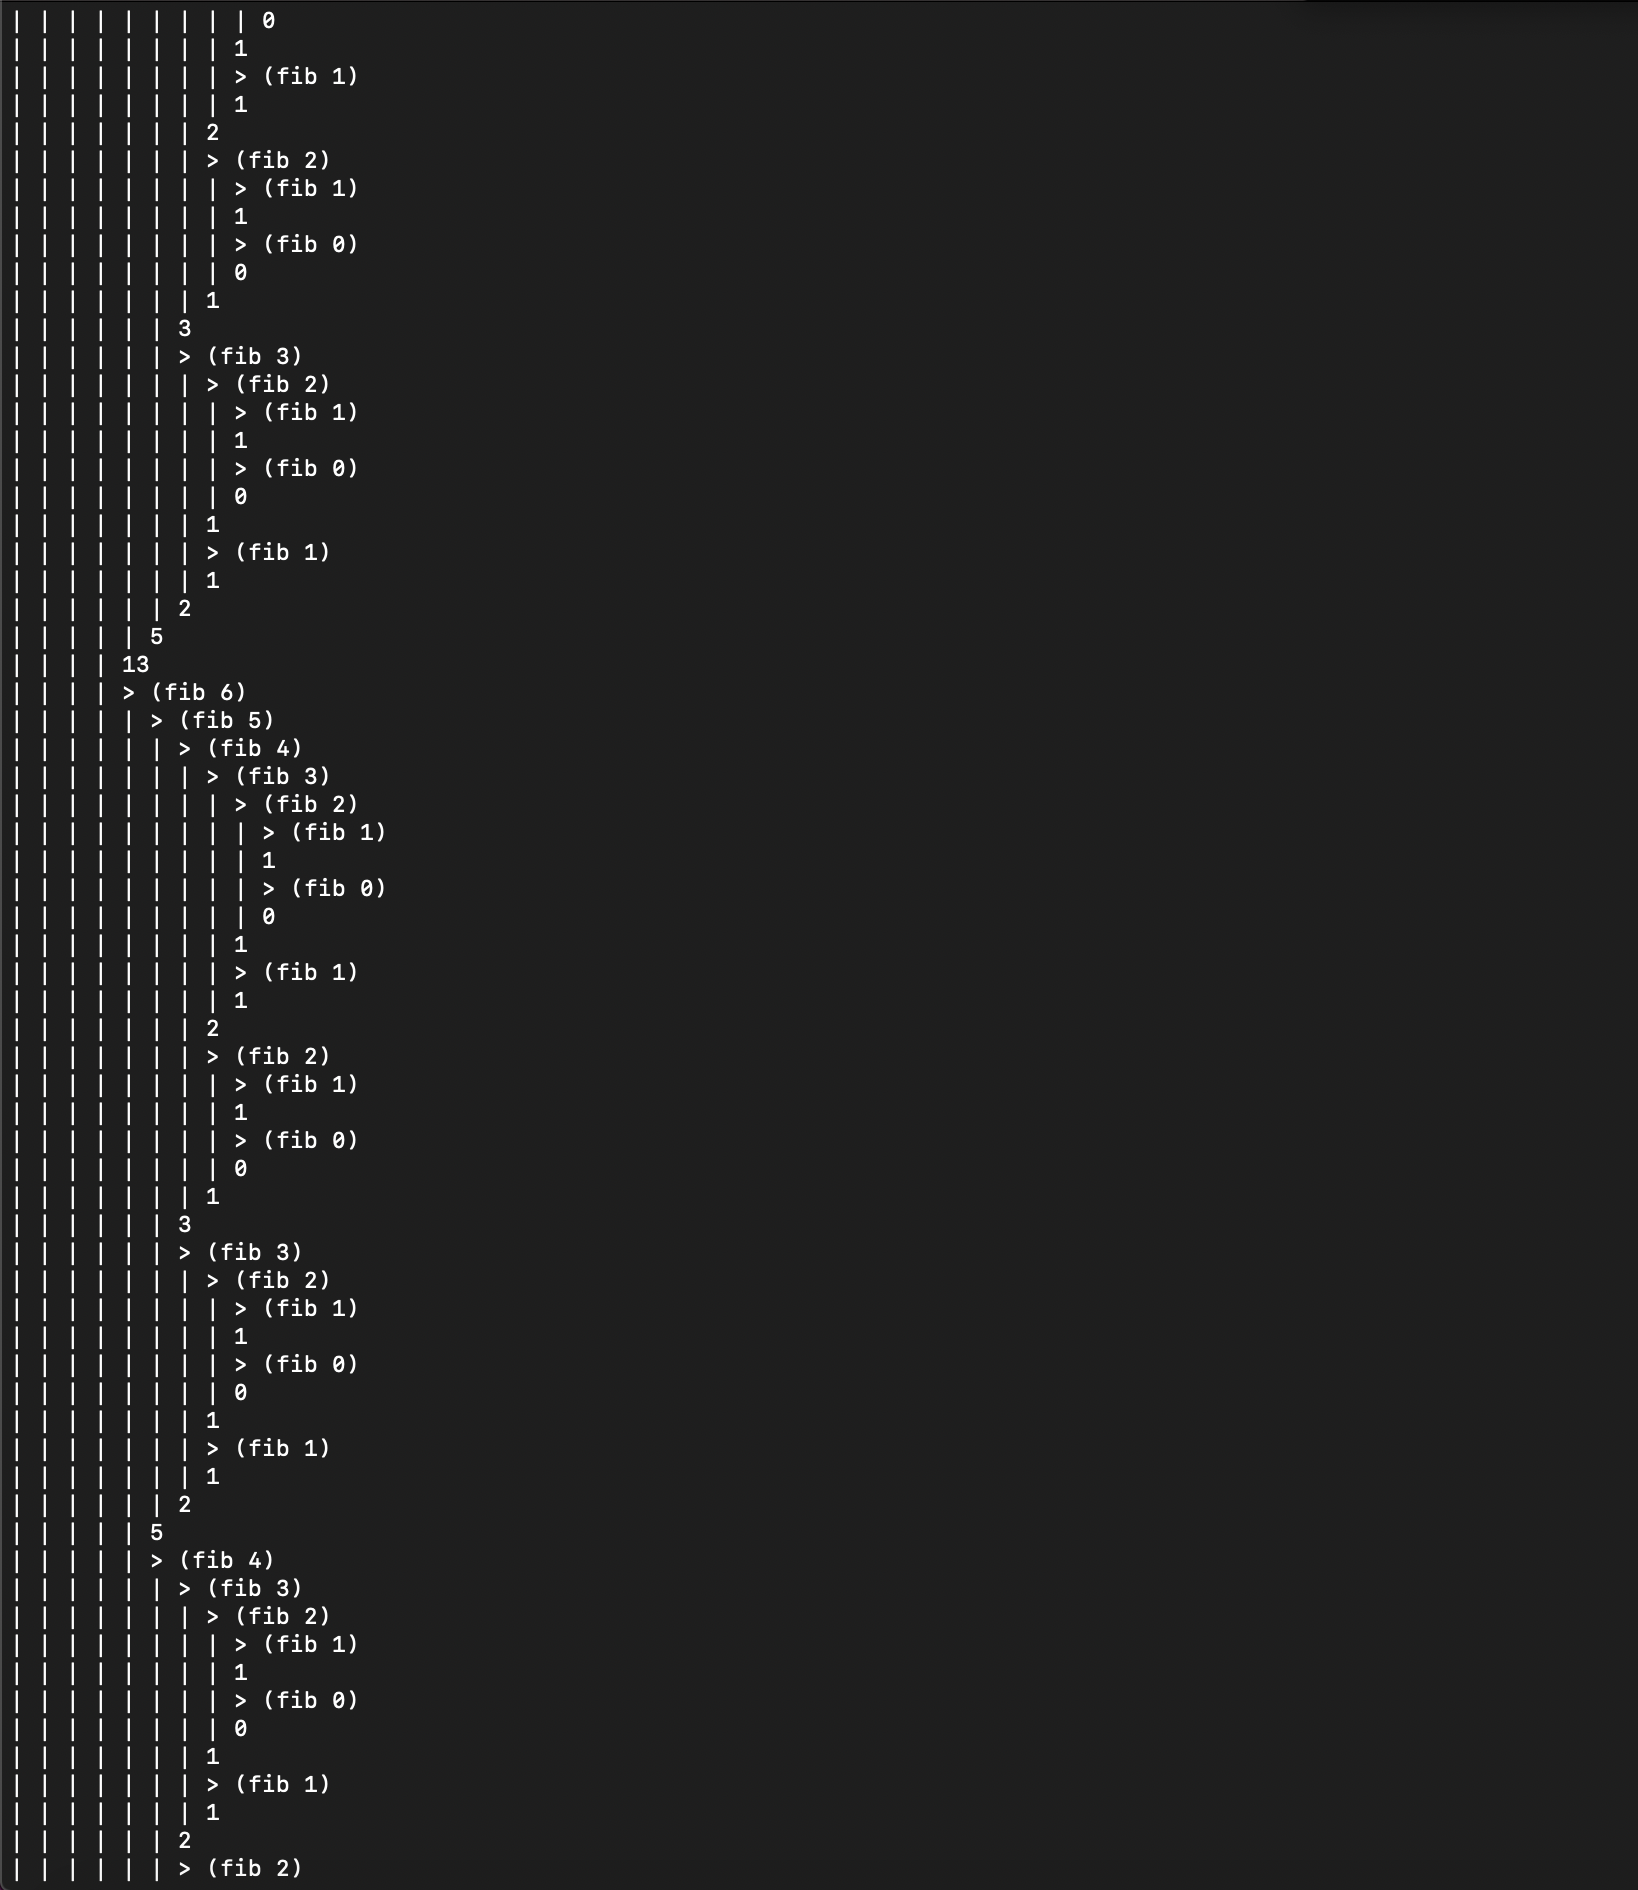 | | | | | | | | | 0
| | | | | | | | 1
| | | | | | | | > (fib 1)
| | | | | | | | 1
| | | | | | | 2
| | | | | | | > (fib 2)
| | | | | | | | > (fib 1)
| | | | | | | | 1
| | | | | | | | > (fib 0)
| | | | | | | | 0
| | | | | | | 1
| | | | | | 3
| | | | | | > (fib 3)
| | | | | | | > (fib 2)
| | | | | | | | > (fib 1)
| | | | | | | | 1
| | | | | | | | > (fib 0)
| | | | | | | | 0
| | | | | | | 1
| | | | | | | > (fib 1)
| | | | | | | 1
| | | | | | 2
| | | | | 5
| | | | 13
| | | | > (fib 6)
| | | | | > (fib 5)
| | | | | | > (fib 4)
| | | | | | | > (fib 3)
| | | | | | | | > (fib 2)
| | | | | | | | | > (fib 1)
| | | | | | | | | 1
| | | | | | | | | > (fib 0)
| | | | | | | | | 0
| | | | | | | | 1
| | | | | | | | > (fib 1)
| | | | | | | | 1
| | | | | | | 2
| | | | | | | > (fib 2)
| | | | | | | | > (fib 1)
| | | | | | | | 1
| | | | | | | | > (fib 0)
| | | | | | | | 0
| | | | | | | 1
| | | | | | 3
| | | | | | > (fib 3)
| | | | | | | > (fib 2)
| | | | | | | | > (fib 1)
| | | | | | | | 1
| | | | | | | | > (fib 0)
| | | | | | | | 0
| | | | | | | 1
| | | | | | | > (fib 1)
| | | | | | | 1
| | | | | | 2
| | | | | 5
| | | | | > (fib 4)
| | | | | | > (fib 3)
| | | | | | | > (fib 2)
| | | | | | | | > (fib 1)
| | | | | | | | 1
| | | | | | | | > (fib 0)
| | | | | | | | 0
| | | | | | | 1
| | | | | | | > (fib 1)
| | | | | | | 1
| | | | | | 2
| | | | | | > (fib 2)